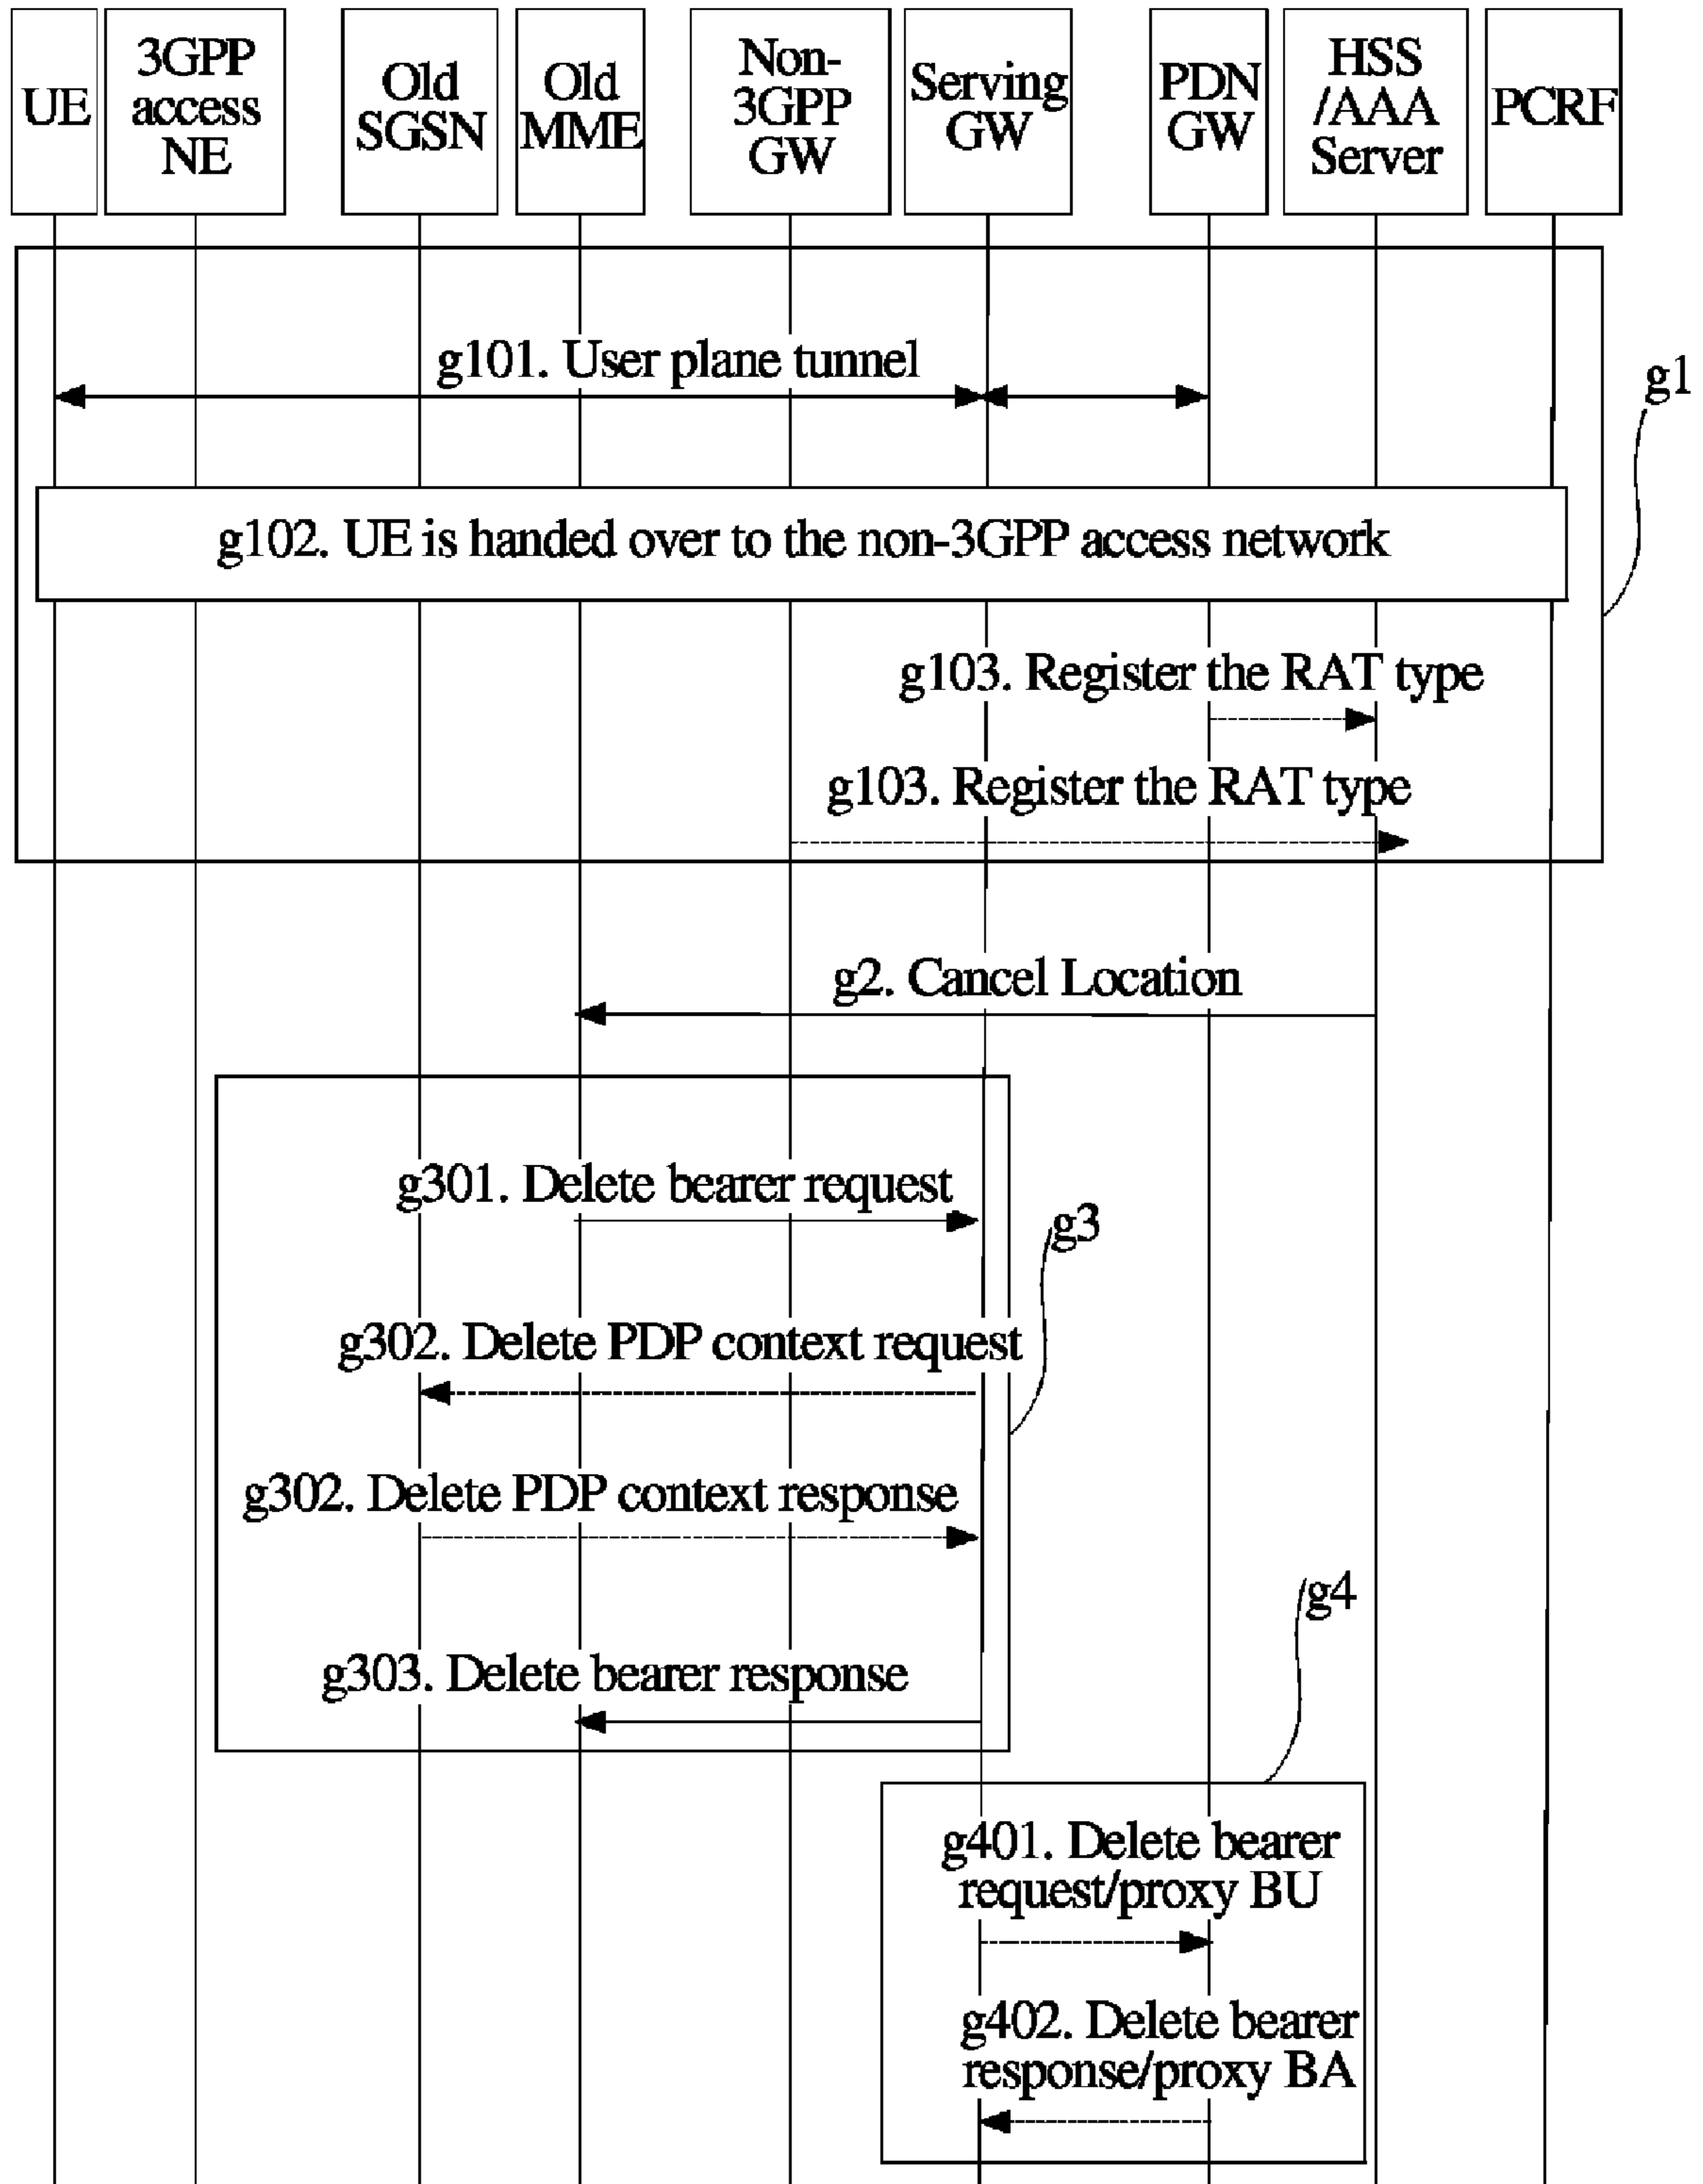 UE
3GPP
access
NE
Old
SGSN
Old
MME
Non-
3GPP
GW
Serving
GW
PDN
GW
HSS
/AAA
Server
PCRF
g101. User plane tunnel
g1
g102. UE is handed over to the non-3GPP access network
g103. Register the RAT type
g103. Register the RAT type
g2. Cancel Location
g301. Delete bearer request
g3
g302. Delete PDP context request
g302. Delete PDP context response
g4
g303. Delete bearer response
g401. Delete bearer
request/proxy BU
g402. Delete bearer
response/proxy BA